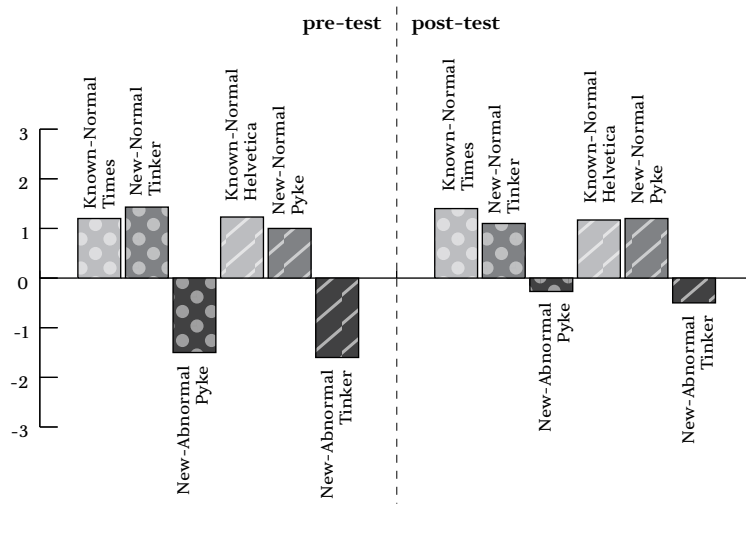 pre-test
post-test
Known-Normal
Times
New-Normal
Tinker
Known-Normal
Helvetica
New-Normal
Pyke
Known-Normal
Times
New-Normal
Tinker
Known-Normal
Helvetica
New-Normal
Pyke
3
2
1
0
-1
-2
-3
New-Abnormal
Pyke
New-Abnormal
Tinker
New-Abnormal
Pyke
New-Abnormal
Tinker